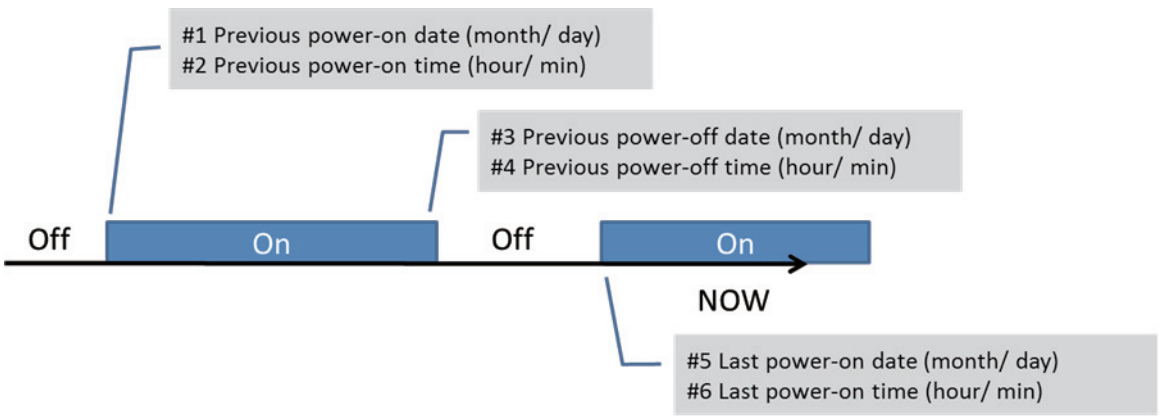 #1 Previous power-on date (month/ day)
#2 Previous power-on time (hour/ min)
#3 Previous power-off date (month/ day)
#4 Previous power-off time (hour/ min)
Off
On
Off
On
NOW
#5 Last power-on date (month/ day)
#6 Last power-on time (hour/ min)